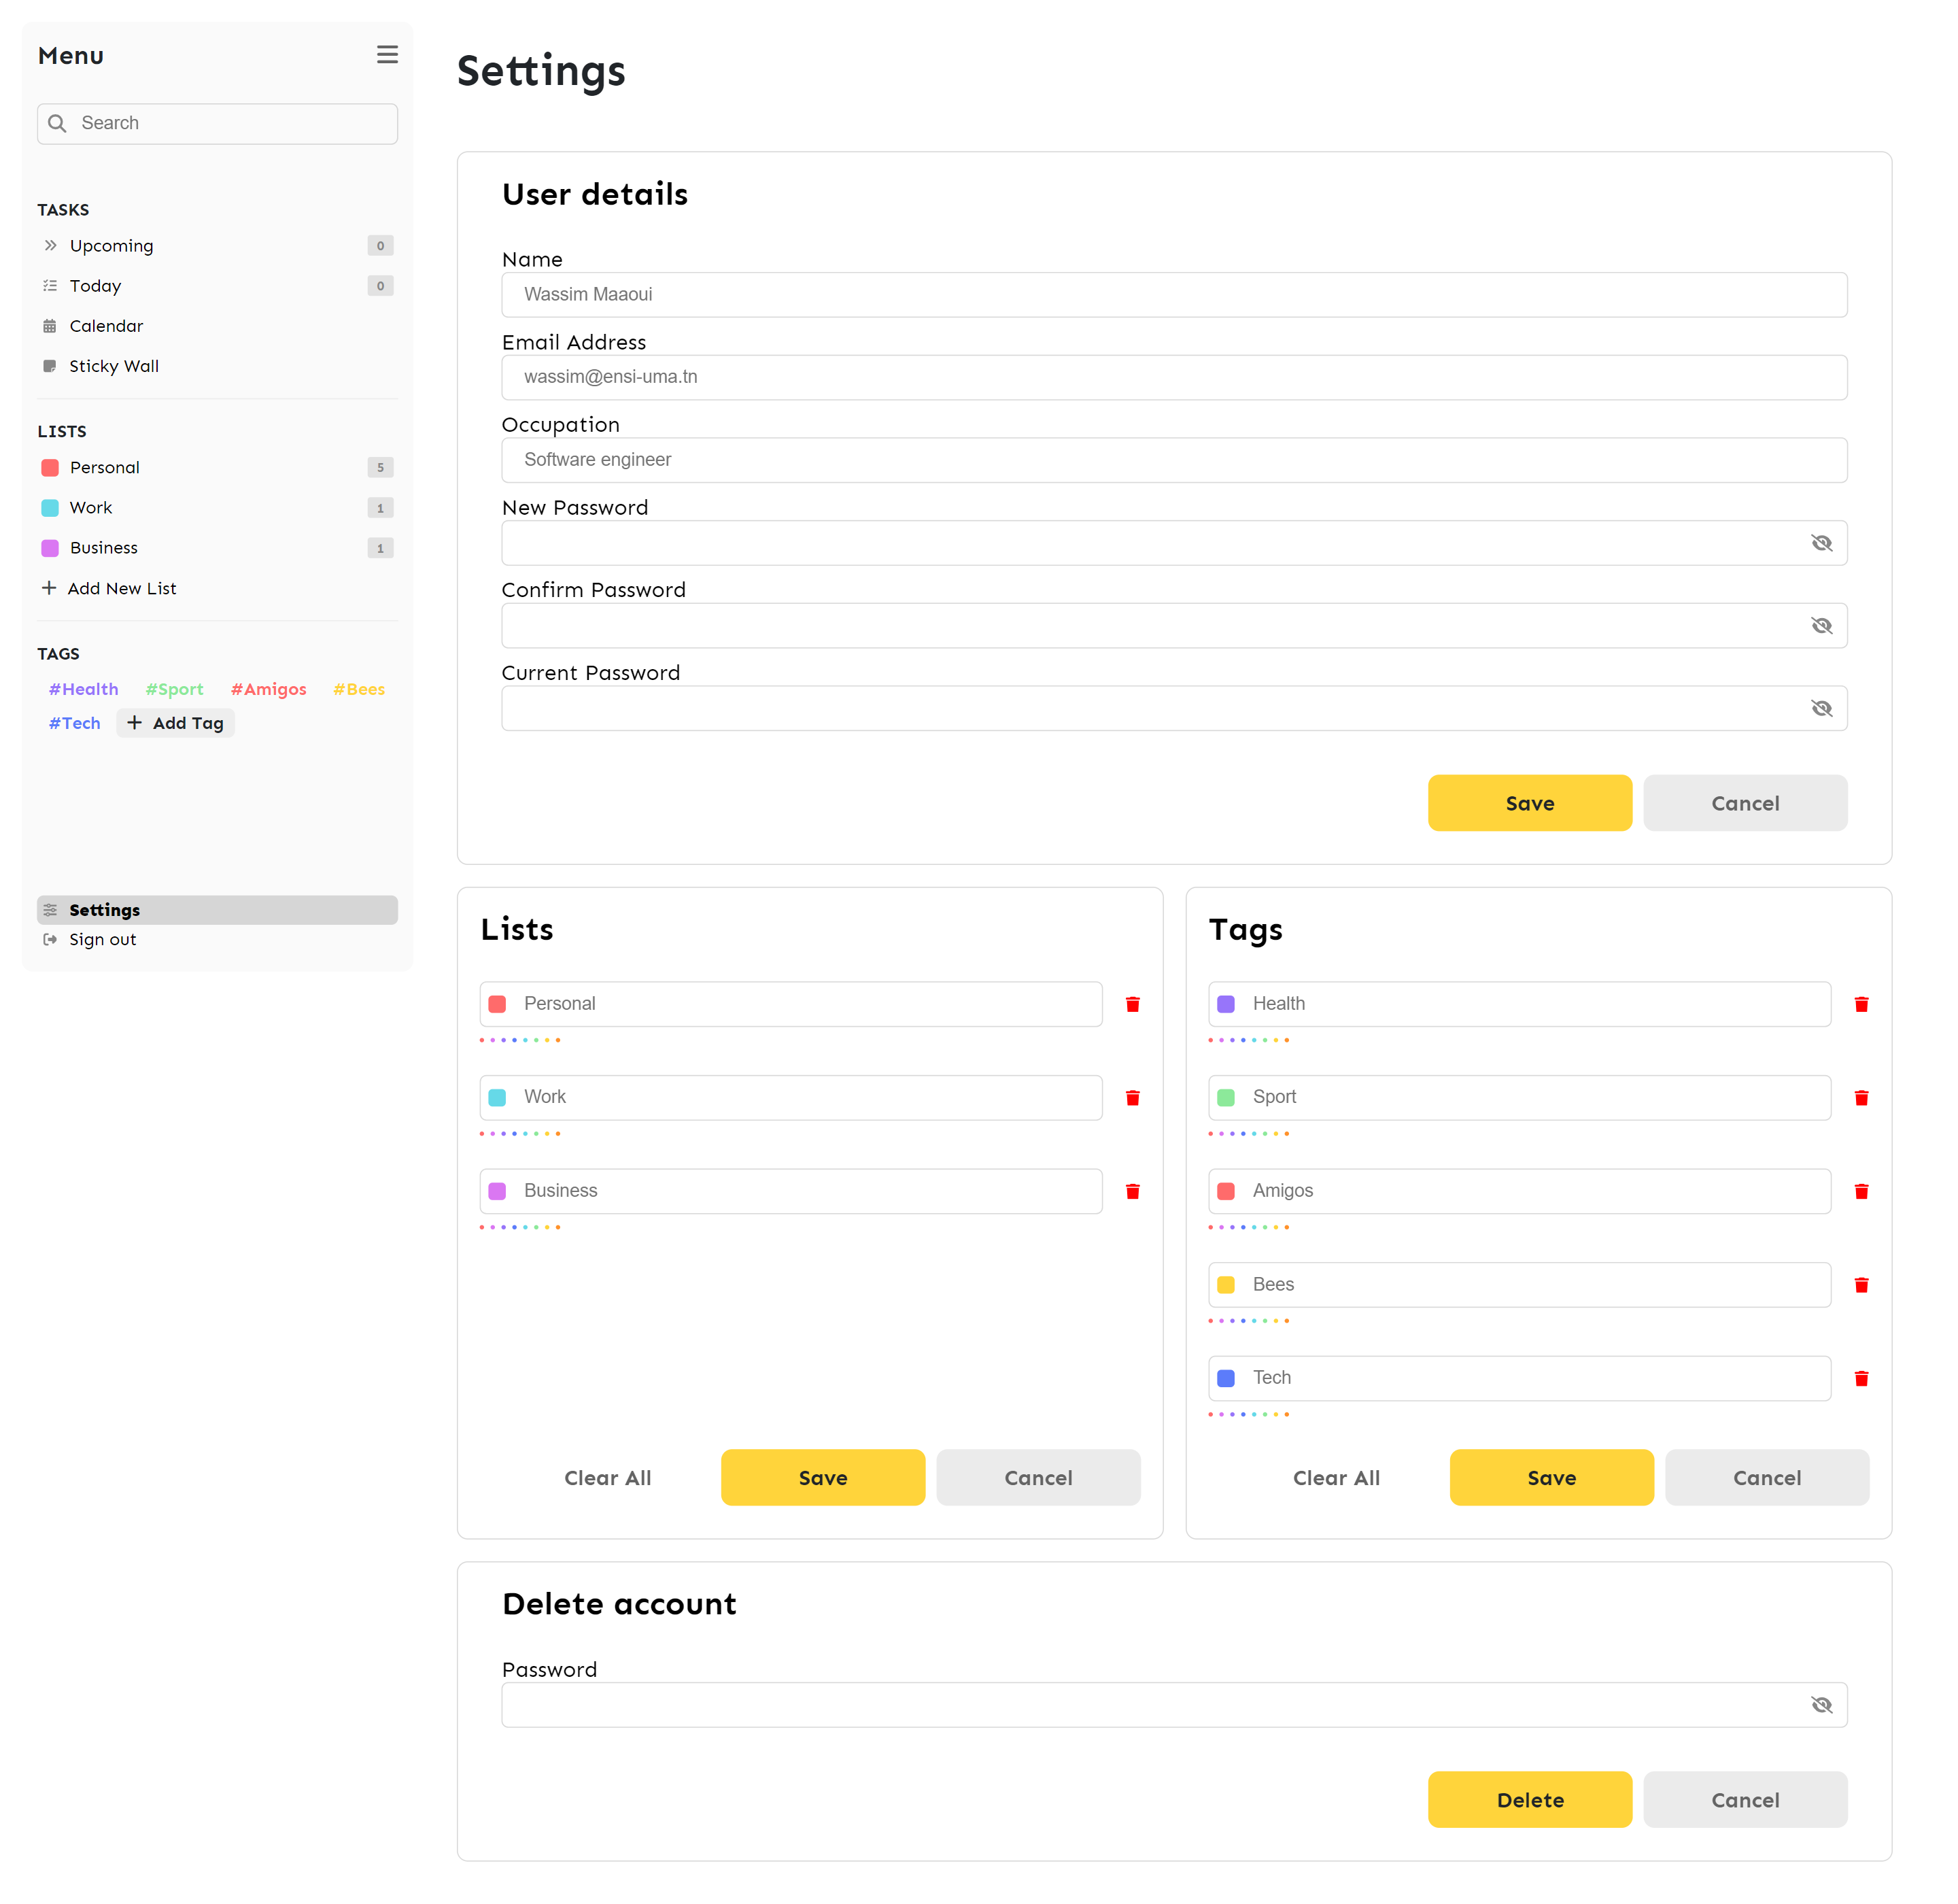 Menu
Search
TASKS
Upcoming 0
Today 0
Calendar
Sticky Wall
LISTS
Personal 5
Work 1
Business 1
Add New List
TAGS
#Health #Sport #Amigos #Bees
#Tech + Add Tag
Settings
Sign out
Settings
User details
Name
Wassim Maaoui
Email Address
wassim@ensi-uma.tn
Occupation
Software engineer
New Password
Confirm Password
Current Password
Save Cancel
Lists
Personal
Work
Business
Clear All Save Cancel
Tags
Health
Sport
Amigos
Bees
Tech
Clear All Save Cancel
Delete account
Password
Delete Cancel